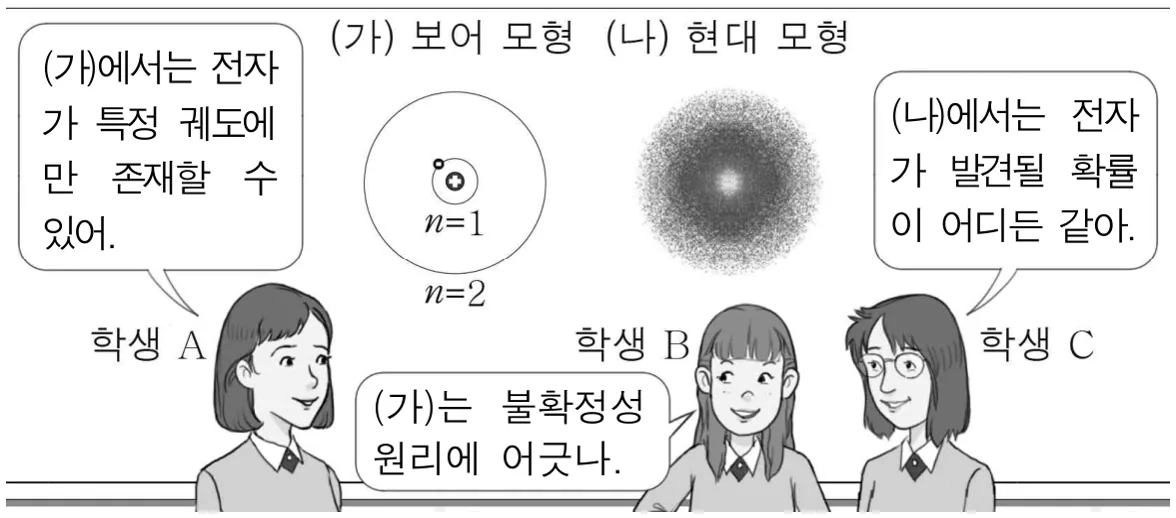 (가) 보어 모형 (나) 현대 모형
(가)에서는 전자
가 특정 궤도에
만 존재할 수
있어.
n=1
n=2
(나)에서는 전자
가 발견될 확률
이 어디든 같아.
학생 A
학생 B
학생 C
(가)는 불확정성
원리에 어긋나.